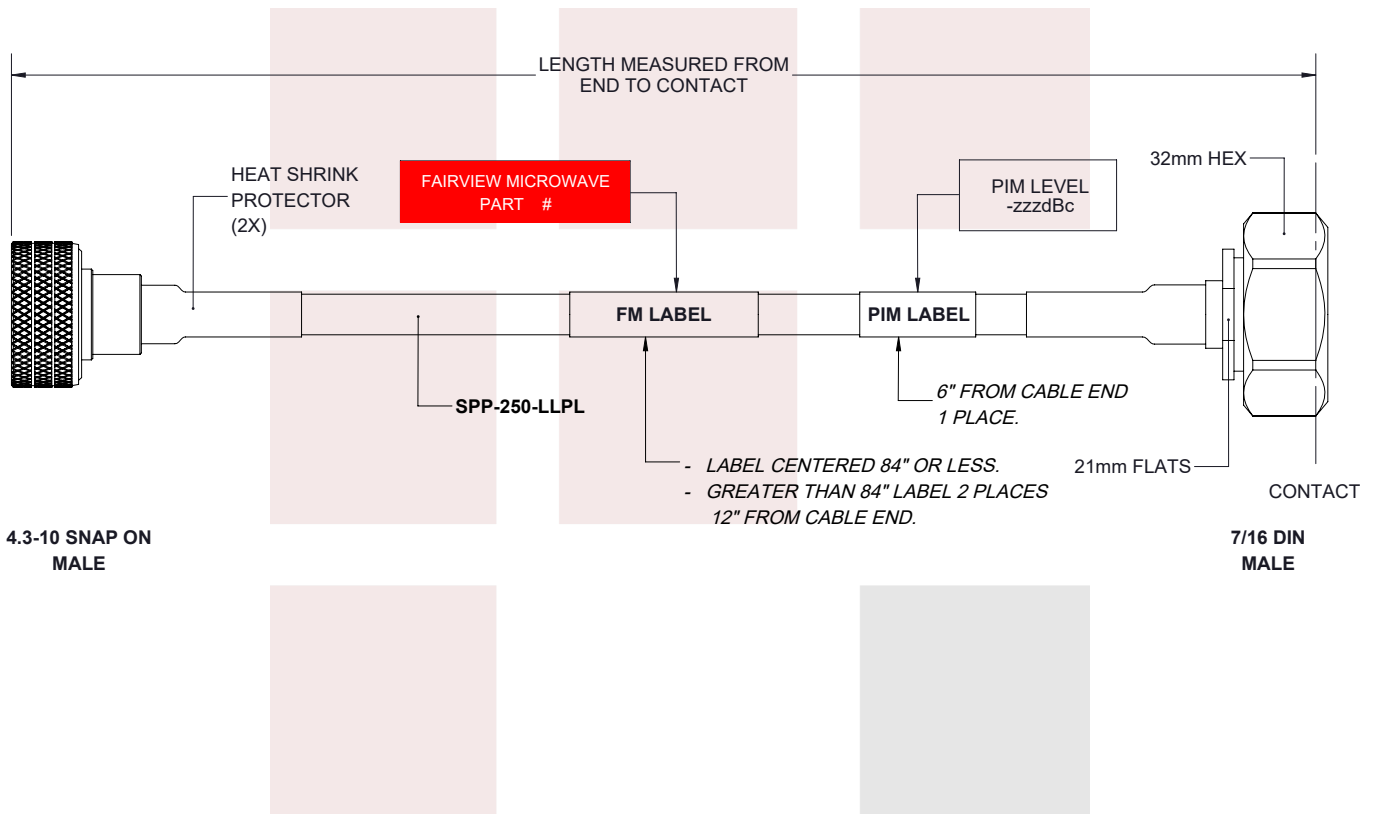 LENGTH MEASURED FROM
END TO CONTACT
HEAT SHRINK
PROTECTOR
(2X)
FAIRVIEW MICROWAVE
PART #
PIM LEVEL
-zzzdBc
32mm HEX
FM LABEL
PIM LABEL
SPP-250-LLPL
6" FROM CABLE END
1 PLACE.
- LABEL CENTERED 84" OR LESS.
- GREATER THAN 84" LABEL 2 PLACES
12" FROM CABLE END.
21mm FLATS
CONTACT
4.3-10 SNAP ON
MALE
7/16 DIN
MALE